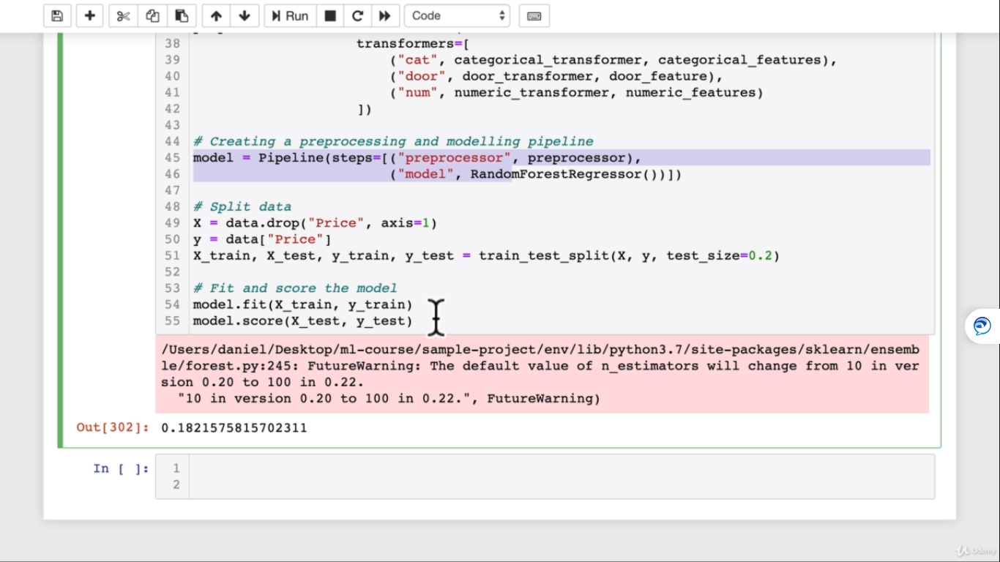 Run
Code
38 transformers=[
39 ("cat", categorical_transformer, categorical_features),
40 ("door", door_transformer, door_feature),
41 ("num", numeric_transformer, numeric_features)
42 ])
43
44 # Creating a preprocessing and modelling pipeline
45 model = Pipeline(steps=[("preprocessor", preprocessor),
46 ("model", RandomForestRegressor())])
47
48 # Split data
49 X = data.drop("Price", axis=1)
50 y = data["Price"]
51 X_train, X_test, y_train, y_test = train_test_split(X, y, test_size=0.2)
52
53 # Fit and score the model
54 model.fit(X_train, y_train)
55 model.score(X_test, y_test)
/Users/daniel/Desktop/ml-course/sample-project/env/lib/python3.7/site-packages/sklearn/ensemb
le/forest.py:245: FutureWarning: The default value of n_estimators will change from 10 in ver
sion 0.20 to 100 in 0.22.
"10 in version 0.20 to 100 in 0.22.", FutureWarning)
Out[302]: 0.1821575815702311
In [ ]: 1
2
Udemy